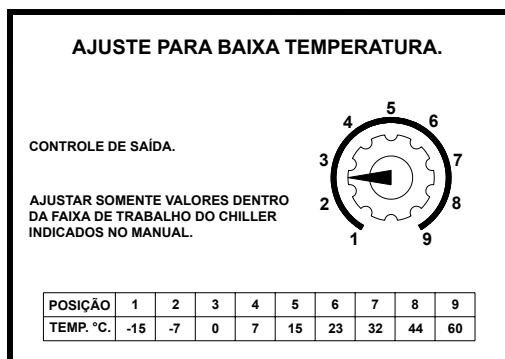 AJUSTE PARA BAIXA TEMPERATURA.
CONTROLE DE SAÍDA.
AJUSTAR SOMENTE VALORES DENTRO
DA FAIXA DE TRABALHO DO CHILLER
INDICADOS NO MANUAL.
1 2 3 4 5 6 7 8 9
POSIÇÃO 1 2 3 4 5 6 7 8 9
TEMP. °C. -15 -7 0 7 15 23 32 44 60